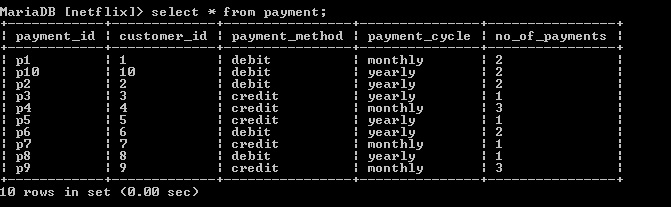 MariaDB [netflix]> select * from payment;
+------------+-------------+----------------+---------------+----------------+
| payment_id | customer_id | payment_method | payment_cycle | no_of_payments |
+------------+-------------+----------------+---------------+----------------+
| p1         | 1           | debit          | monthly       | 2              |
| p10        | 10          | debit          | yearly        | 2              |
| p2         | 2           | debit          | yearly        | 2              |
| p3         | 3           | credit         | yearly        | 1              |
| p4         | 4           | credit         | monthly       | 3              |
| p5         | 5           | credit         | yearly        | 1              |
| p6         | 6           | debit          | yearly        | 2              |
| p7         | 7           | credit         | monthly       | 1              |
| p8         | 8           | debit          | yearly        | 1              |
| p9         | 9           | credit         | monthly       | 3              |
+------------+-------------+----------------+---------------+----------------+
10 rows in set (0.00 sec)